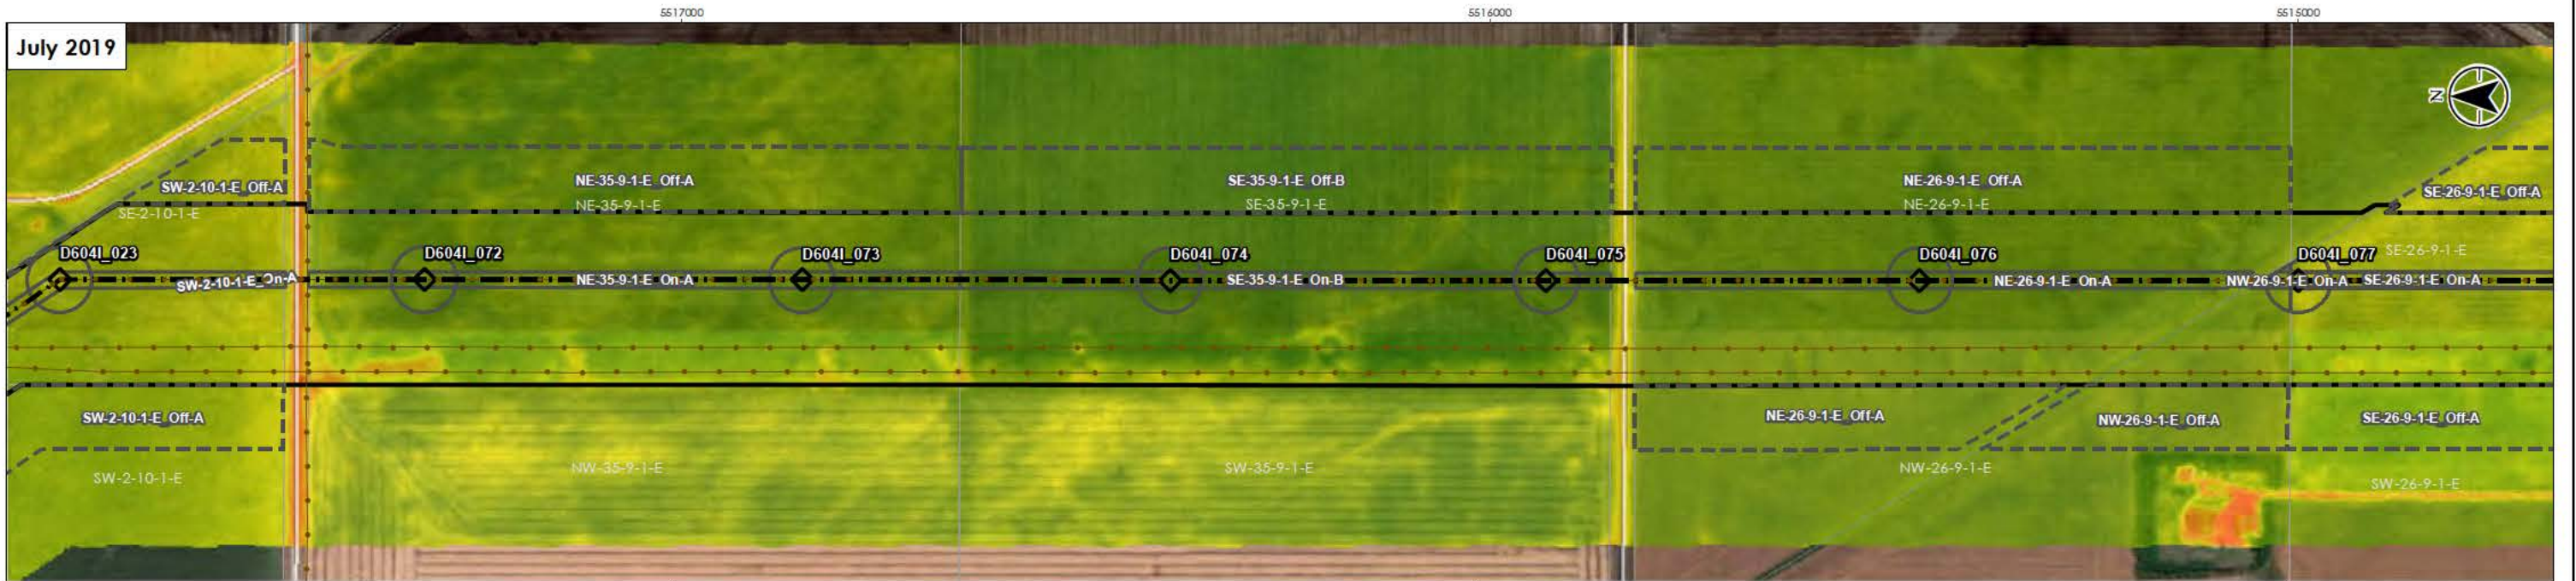 5517000
5516000
5515000
July 2019
N
SW-2-10-1-E_Off-A
NE-35-9-1-E_Off-A
SE-35-9-1-E_Off-B
NE-26-9-1-E_Off-A
SE-26-9-1-E_Off-A
SE-2-10-1-E
NE-35-9-1-E
SE-35-9-1-E
NE-26-9-1-E
SE-26-9-1-E
D604I_023
D604I_072
D604I_073
D604I_074
D604I_075
D604I_076
D604I_077
SW-2-10-1-E_On-A
NE-35-9-1-E_On-A
SE-35-9-1-E_On-B
NE-26-9-1-E_On-A
NW-26-9-1-E_On-A
SE-26-9-1-E_On-A
SW-2-10-1-E_Off-A
NE-26-9-1-E_Off-A
NW-26-9-1-E_Off-A
SE-26-9-1-E_Off-A
SW-2-10-1-E
NW-35-9-1-E
SW-35-9-1-E
NW-26-9-1-E
SW-26-9-1-E